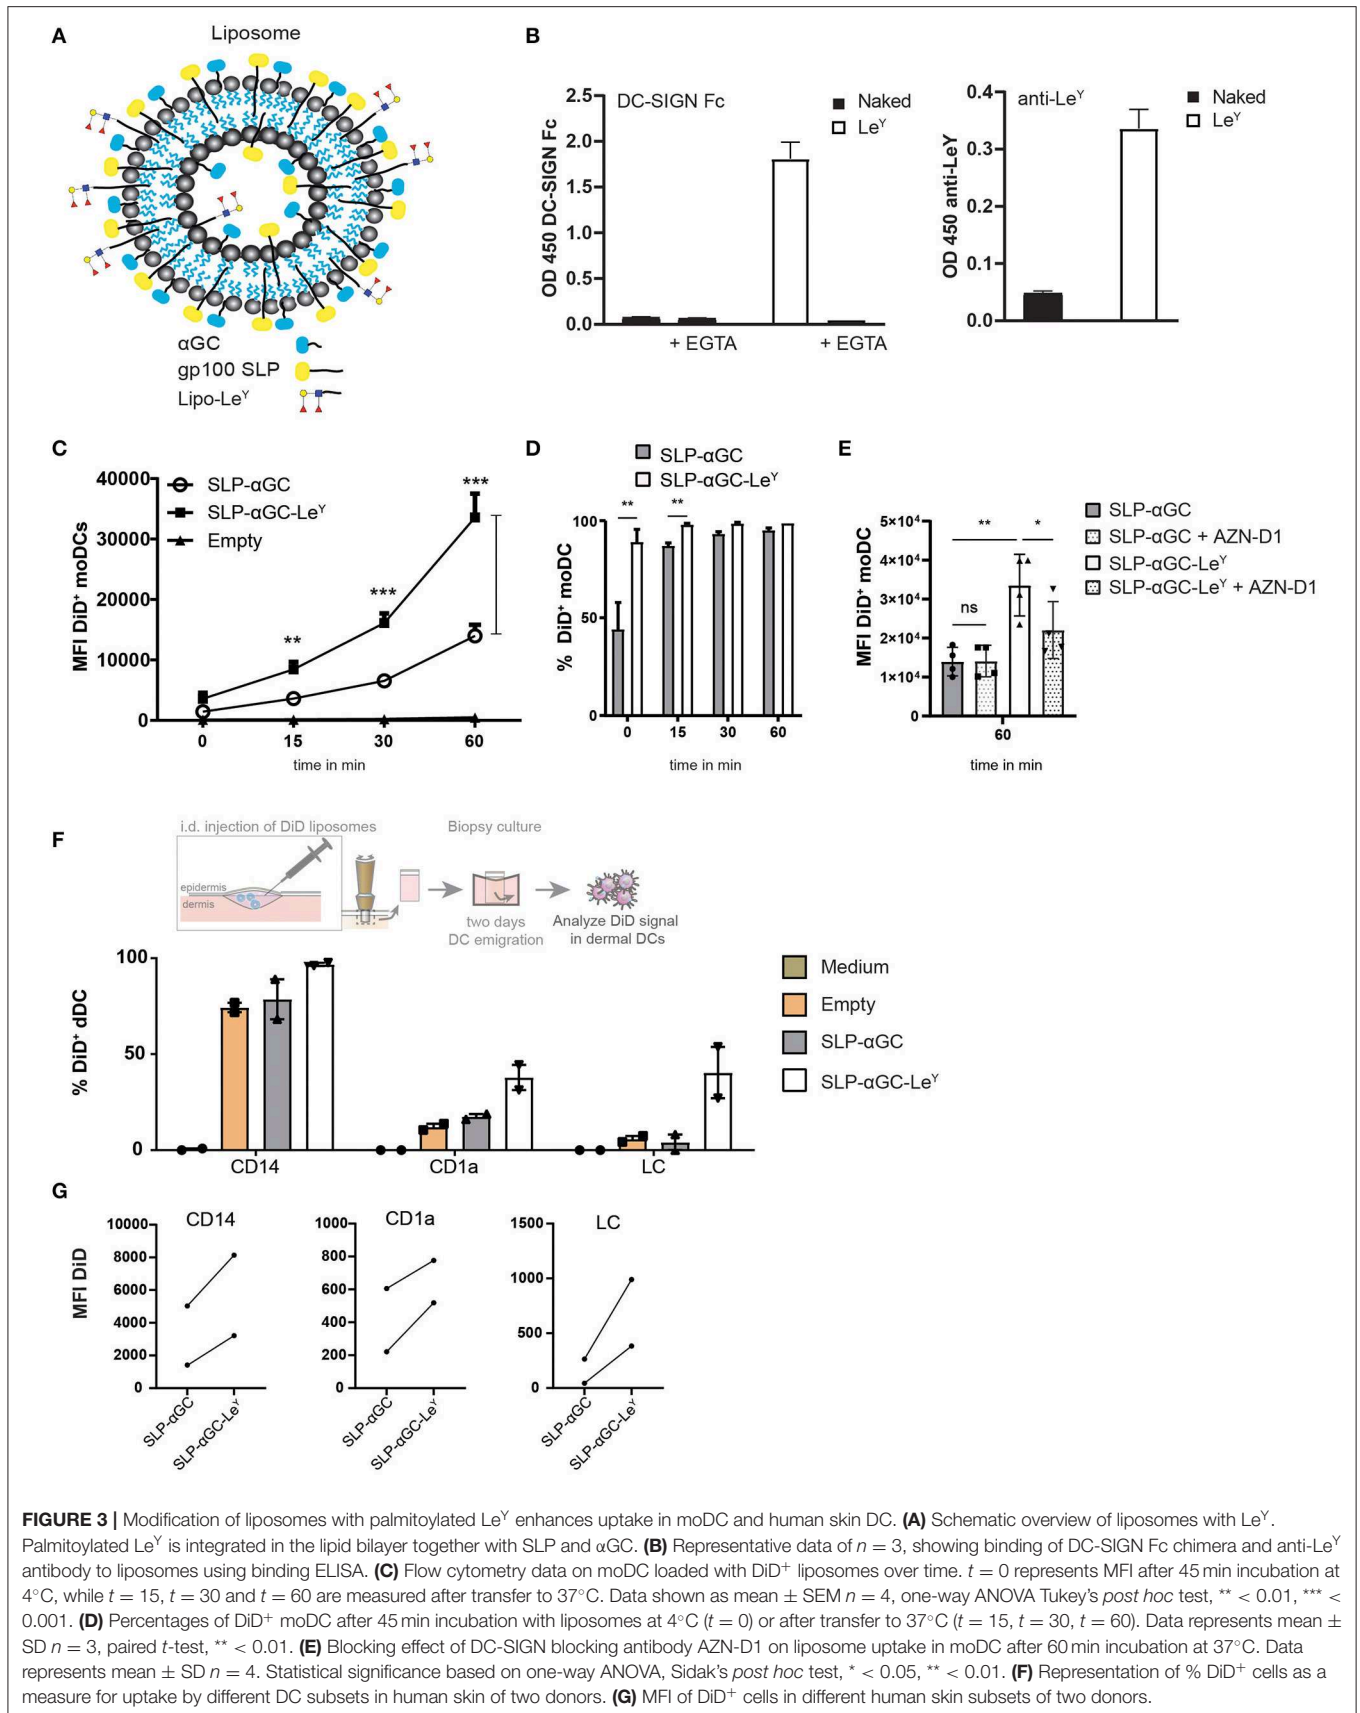 A
Liposome
αGC
gp100 SLP
Lipo-Leʸ
B
DC-SIGN Fc
Naked
Leʸ
OD 450 DC-SIGN Fc
2.5
2.0
1.5
1.0
0.5
0.0
+ EGTA
+ EGTA
anti-Leʸ
Naked
Leʸ
OD 450 anti-LeY
0.4
0.3
0.2
0.1
0.0
C
SLP-αGC
SLP-αGC-Leʸ
Empty
MFI DiD⁺ moDCs
40000
30000
20000
10000
0
**
***
***
0 15 30 60
time in min
D
SLP-αGC
SLP-αGC-Leʸ
% DiD⁺ moDC
100
50
0
** **
0 15 30 60
time in min
E
SLP-αGC
SLP-αGC + AZN-D1
SLP-αGC-Leʸ
SLP-αGC-Leʸ + AZN-D1
MFI DiD⁺ moDC
5×10⁴
4×10⁴
3×10⁴
2×10⁴
1×10⁴
0
** *
ns
60
time in min
F
i.d. injection of DiD liposomes
epidermis
dermis
Biopsy culture
two days
DC emigration
Analyze DiD signal
in dermal DCs
% DiD⁺ dDC
100
50
0
CD14 CD1a LC
Medium
Empty
SLP-αGC
SLP-αGC-Leʸ
G
MFI DiD
CD14
10000
8000
6000
4000
2000
0
SLP-αGC
SLP-αGC-Leʸ
CD1a
1000
800
600
400
200
0
SLP-αGC
SLP-αGC-Leʸ
LC
1500
1000
500
0
SLP-αGC
SLP-αGC-Leʸ
FIGURE 3 | Modification of liposomes with palmitoylated Leʸ enhances uptake in moDC and human skin DC. (A) Schematic overview of liposomes with Leʸ.
Palmitoylated Leʸ is integrated in the lipid bilayer together with SLP and αGC. (B) Representative data of n = 3, showing binding of DC-SIGN Fc chimera and anti-Leʸ
antibody to liposomes using binding ELISA. (C) Flow cytometry data on moDC loaded with DiD⁺ liposomes over time. t = 0 represents MFI after 45 min incubation at
4°C, while t = 15, t = 30 and t = 60 are measured after transfer to 37°C. Data shown as mean ± SEM n = 4, one-way ANOVA Tukey's post hoc test, ** < 0.01, *** <
0.001. (D) Percentages of DiD⁺ moDC after 45 min incubation with liposomes at 4°C (t = 0) or after transfer to 37°C (t = 15, t = 30, t = 60). Data represents mean ±
SD n = 3, paired t-test, ** < 0.01. (E) Blocking effect of DC-SIGN blocking antibody AZN-D1 on liposome uptake in moDC after 60 min incubation at 37°C. Data
represents mean ± SD n = 4. Statistical significance based on one-way ANOVA, Sidak's post hoc test, * < 0.05, ** < 0.01. (F) Representation of % DiD⁺ cells as a
measure for uptake by different DC subsets in human skin of two donors. (G) MFI of DiD⁺ cells in different human skin subsets of two donors.